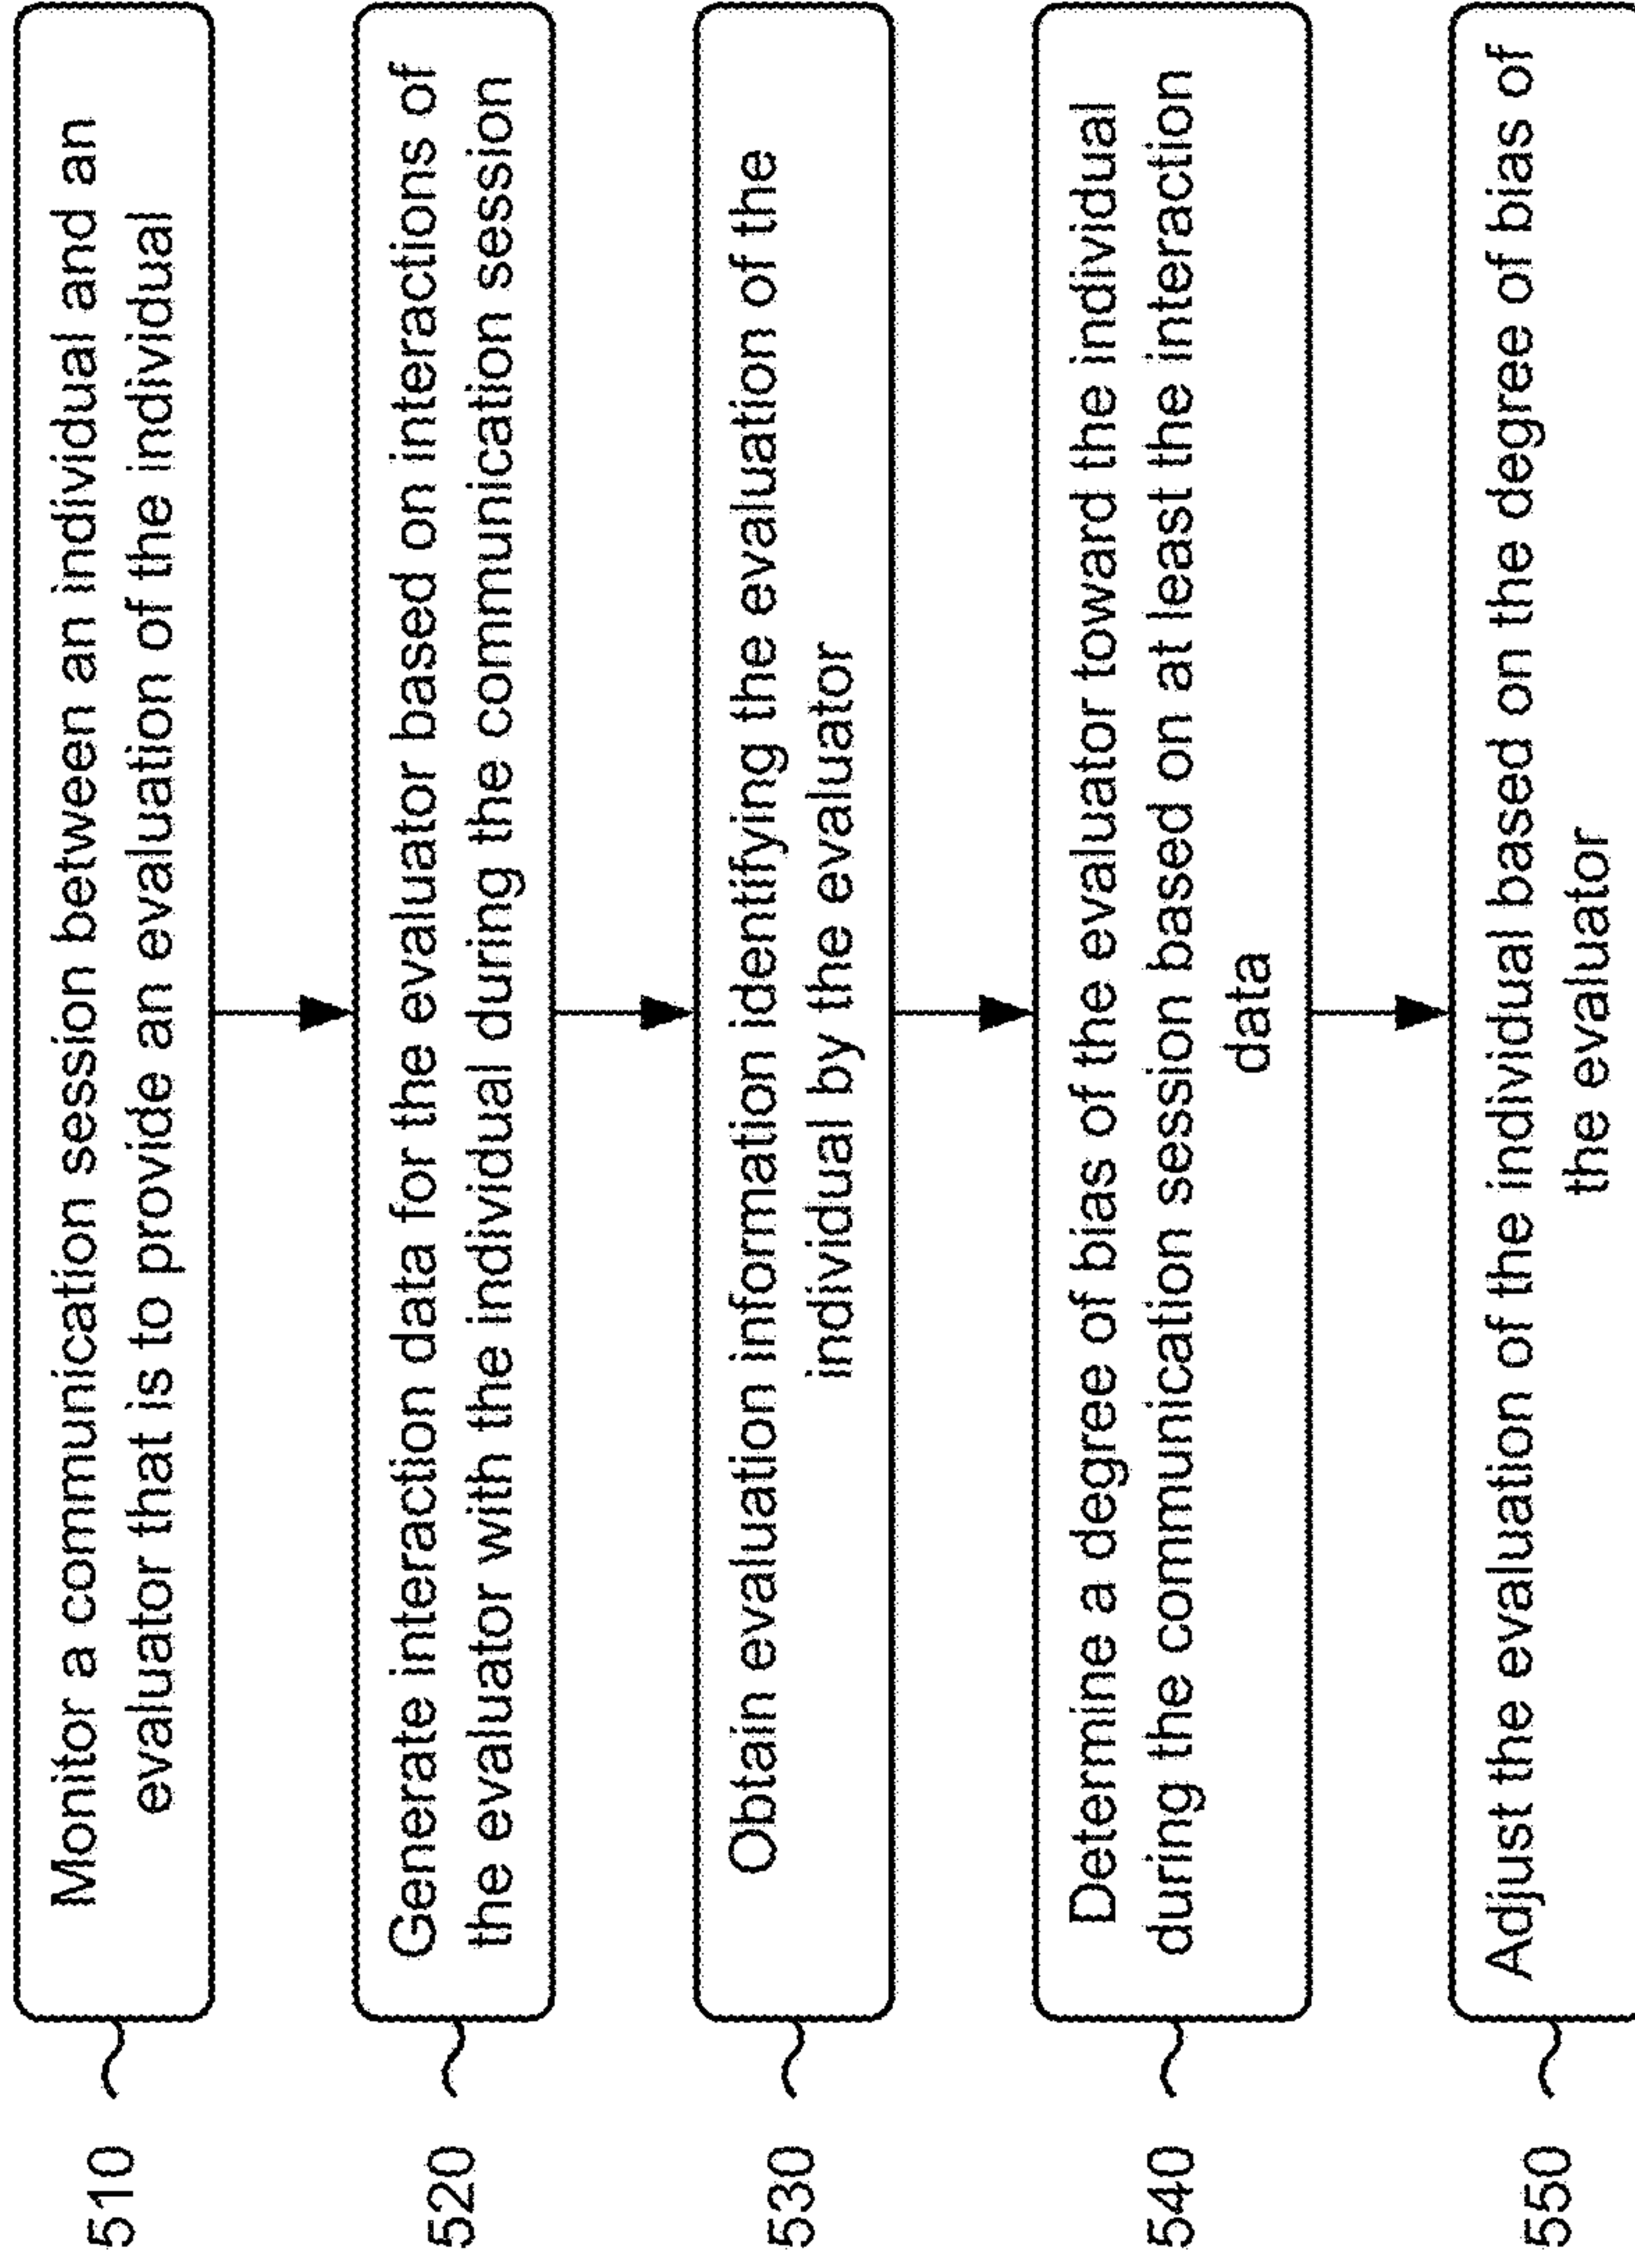 510
Monitor a communication session between an individual and an
evaluator that is to provide an evaluation of the individual
520
Generate interaction data for the evaluator based on interactions of
the evaluator with the individual during the communication session
530
Obtain evaluation information identifying the evaluation of the
individual by the evaluator
540
Determine a degree of bias of the evaluator toward the individual
during the communication session based on at least the interaction
data
550
Adjust the evaluation of the individual based on the degree of bias of
the evaluator